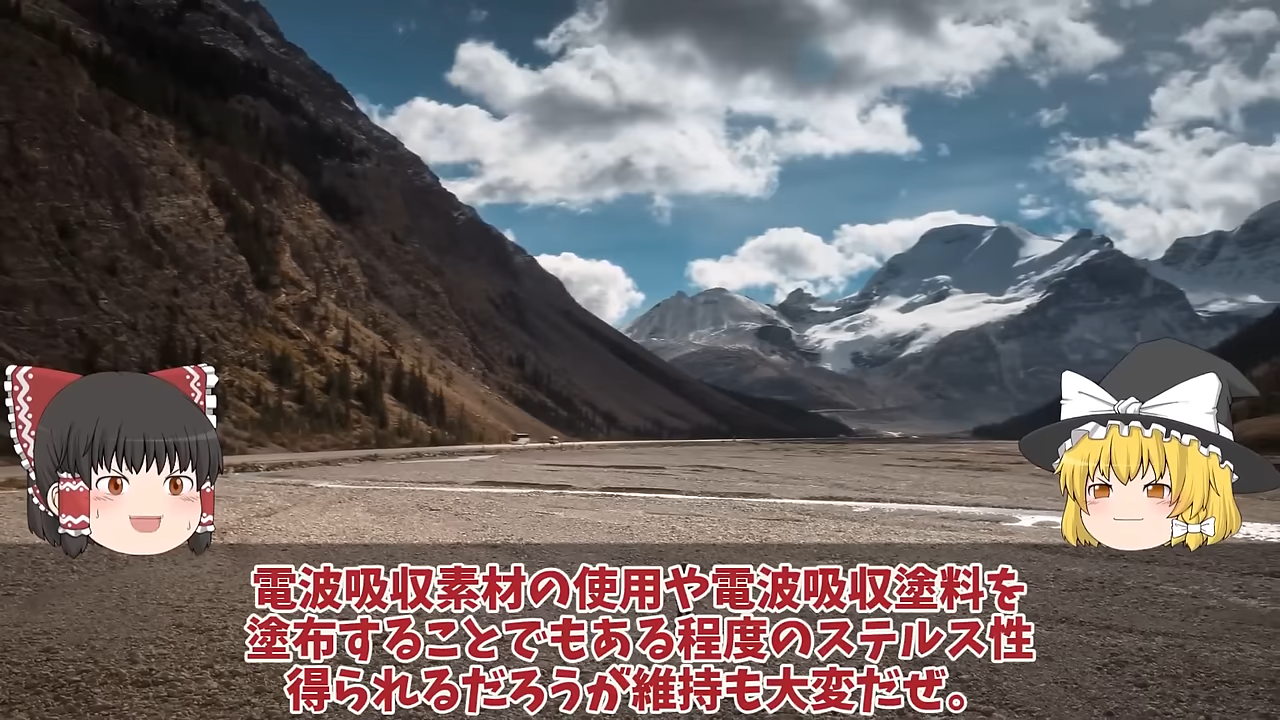 電波吸収素材の使用や電波吸収塗料を
塗布することでもある程度のステルス性
得られるだろうが維持も大変だぜ。